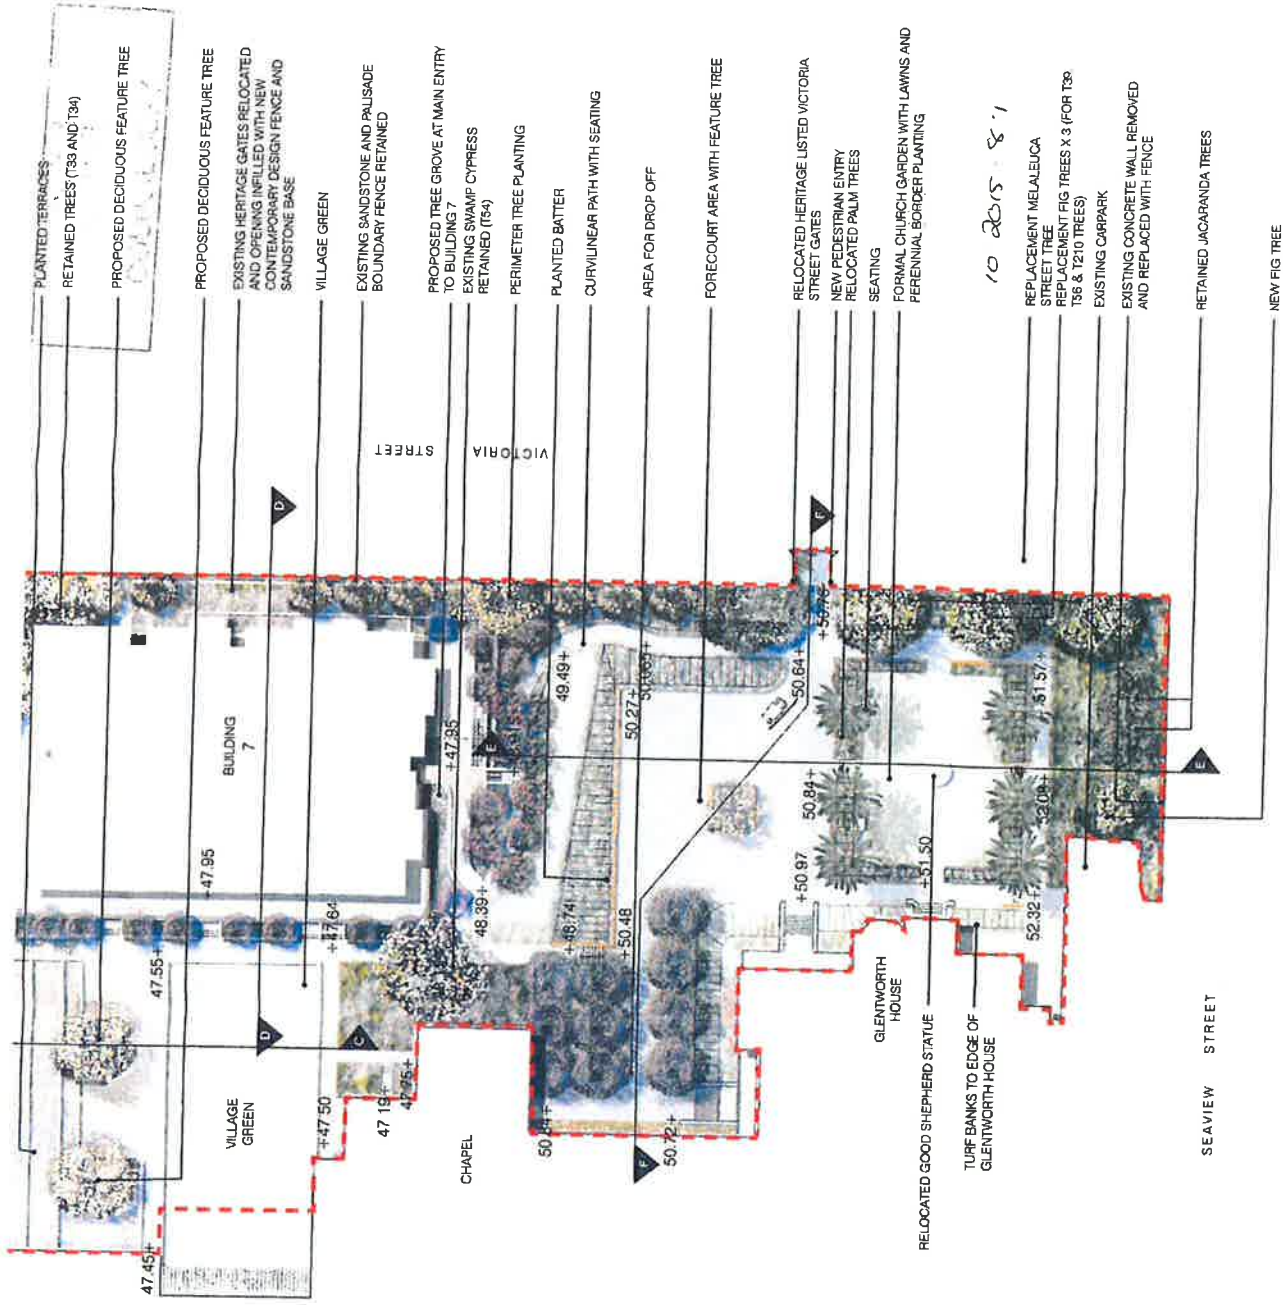 PLANTED TERRACES
RETAINED TREES (T33 AND T34)
PROPOSED DECIDUOUS FEATURE TREE
PROPOSED DECIDUOUS FEATURE TREE
EXISTING HERITAGE GATES RELOCATED
AND OPENING INFILLED WITH NEW
CONTEMPORARY DESIGN FENCE AND
SANDSTONE BASE
VILLAGE GREEN
EXISTING SANDSTONE AND PALISADE
BOUNDARY FENCE RETAINED
PROPOSED TREE GROVE AT MAIN ENTRY
TO BUILDING 7
EXISTING SWAMP CYPRESS
RETAINED (T54)
PERIMETER TREE PLANTING
PLANTED BATTER
CURVILINEAR PATH WITH SEATING
AREA FOR DROP OFF
FORECOURT AREA WITH FEATURE TREE
RELOCATED HERITAGE LISTED VICTORIA
STREET GATES
NEW PEDESTRIAN ENTRY
RELOCATED PALM TREES
SEATING
FORMAL CHURCH GARDEN WITH LAWNS AND
PERENNIAL BORDER PLANTING
10 2015 . 8 . 1
REPLACEMENT MELALEUCA
STREET TREE
REPLACEMENT FIG TREES X 3 (FOR T39,
T56 & T210 TREES)
EXISTING CARPARK
EXISTING CONCRETE WALL REMOVED
AND REPLACED WITH FENCE
RETAINED JACARANDA TREES
NEW FIG TREE
VICTORIA STREET
D
F
BUILDING
7
+47.95
+47.95
E
49.49+
50.27+
50.64+
+50.97
50.84+
+51.50
51.57+
52.08+
52.32+
E
47.55+
+47.64
48.39+
+48.74
+50.48
D
C
VILLAGE
GREEN
+47.50
47.19+
47.45+
CHAPEL
50.72+
F
GLENTWORTH
HOUSE
RELOCATED GOOD SHEPHERD STATUE
TURF BANKS TO EDGE OF
GLENTWORTH HOUSE
SEAVIEW STREET